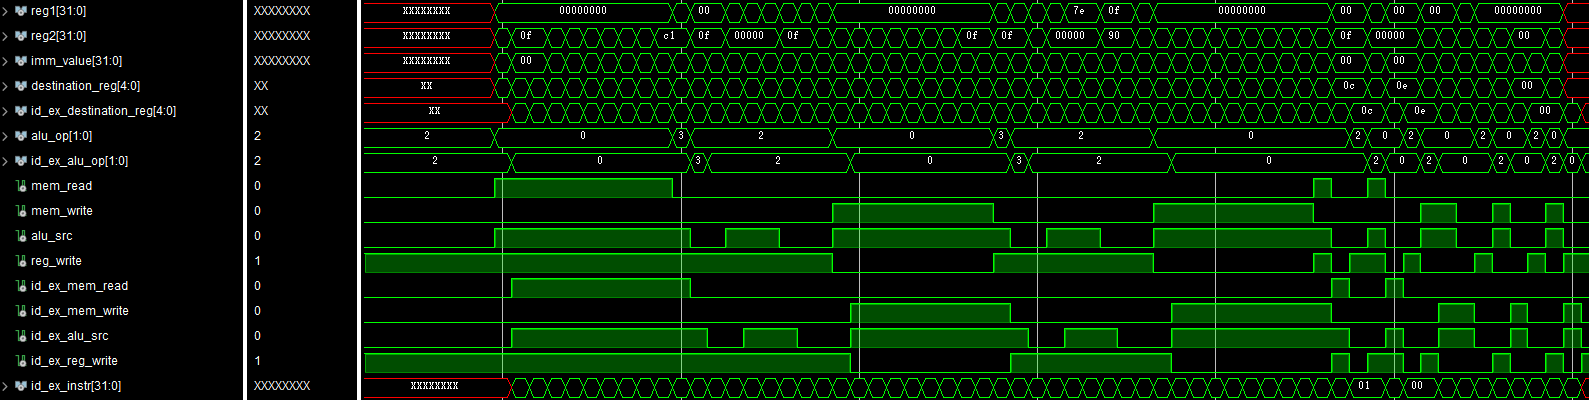 reg1[31:0] XXXXXXXX XXXXXXXX 00000000 00 00000000 7e 0f 00000000 00 00 00 00000000
reg2[31:0] XXXXXXXX XXXXXXXX 0f c1 0f 00000 0f 0f 0f 00000 90 0f 00000 00
imm_value[31:0] XXXXXXXX XXXXXXXX 00 00 00
destination_reg[4:0] XX XX 0c 0e 00
id_ex_destination_reg[4:0] XX XX 0c 0e 00
alu_op[1:0] 2 2 0 3 2 0 3 2 0 2 0 2 0 2 0 2 0
id_ex_alu_op[1:0] 2 2 0 3 2 0 3 2 0 2 0 2 0 2 0 2 0
mem_read 0
mem_write 0
alu_src 0
reg_write 1
id_ex_mem_read 0
id_ex_mem_write 0
id_ex_alu_src 0
id_ex_reg_write 1
id_ex_instr[31:0] XXXXXXXX XXXXXXXX 01 00